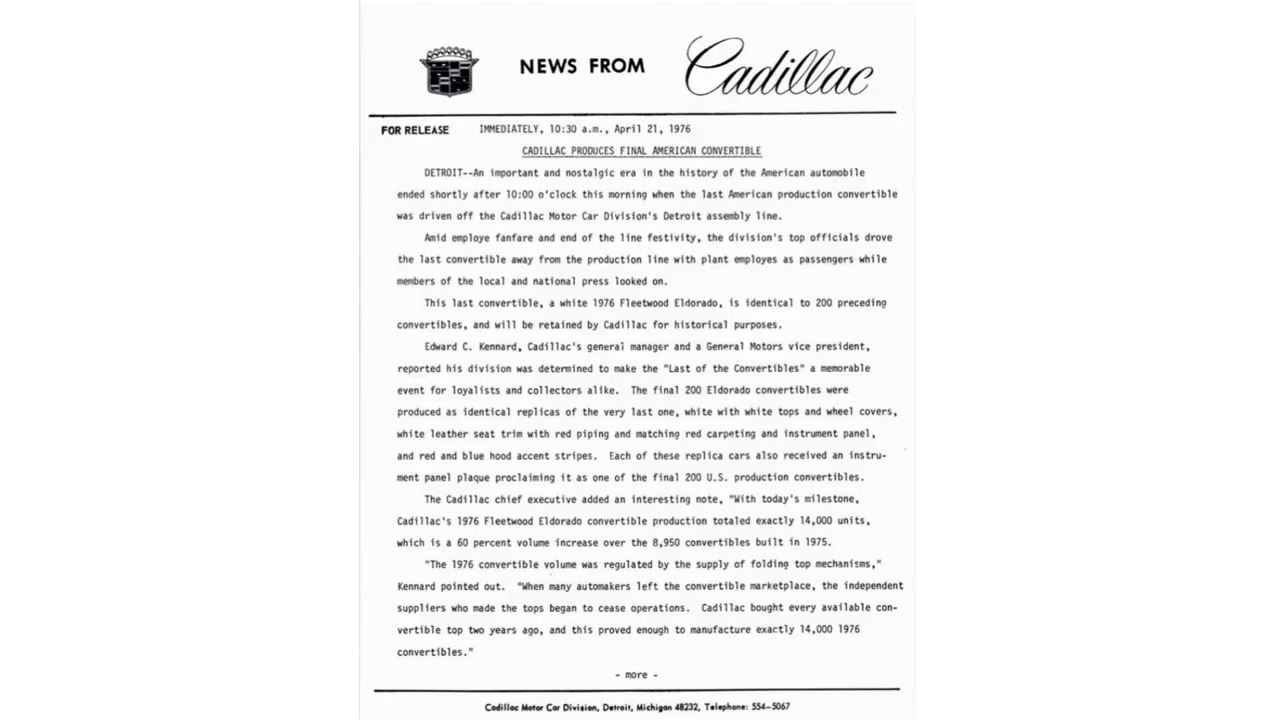 NEWS FROM Cadillac
FOR RELEASE IMMEDIATELY, 10:30 a.m., April 21, 1976
CADILLAC PRODUCES FINAL AMERICAN CONVERTIBLE
DETROIT--An important and nostalgic era in the history of the American automobile
ended shortly after 10:00 o'clock this morning when the last American production convertible
was driven off the Cadillac Motor Car Division's Detroit assembly line.
Amid employe fanfare and end of the line festivity, the division's top officials drove
the last convertible away from the production line with plant employes as passengers while
members of the local and national press looked on.
This last convertible, a white 1976 Fleetwood Eldorado, is identical to 200 preceding
convertibles, and will be retained by Cadillac for historical purposes.
Edward C. Kennard, Cadillac's general manager and a General Motors vice president,
reported his division was determined to make the "Last of the Convertibles" a memorable
event for loyalists and collectors alike. The final 200 Eldorado convertibles were
produced as identical replicas of the very last one, white with white tops and wheel covers,
white leather seat trim with red piping and matching red carpeting and instrument panel,
and red and blue hood accent stripes. Each of these replica cars also received an instru-
ment panel plaque proclaiming it as one of the final 200 U.S. production convertibles.
The Cadillac chief executive added an interesting note, "With today's milestone,
Cadillac's 1976 Fleetwood Eldorado convertible production totaled exactly 14,000 units,
which is a 60 percent volume increase over the 8,950 convertibles built in 1975.
"The 1976 convertible volume was regulated by the supply of folding top mechanisms,"
Kennard pointed out. "When many automakers left the convertible marketplace, the independent
suppliers who made the tops began to cease operations. Cadillac bought every available con-
vertible top two years ago, and this proved enough to manufacture exactly 14,000 1976
convertibles."
- more -
Cadillac Motor Car Division, Detroit, Michigan 48232, Telephone: 554-5067